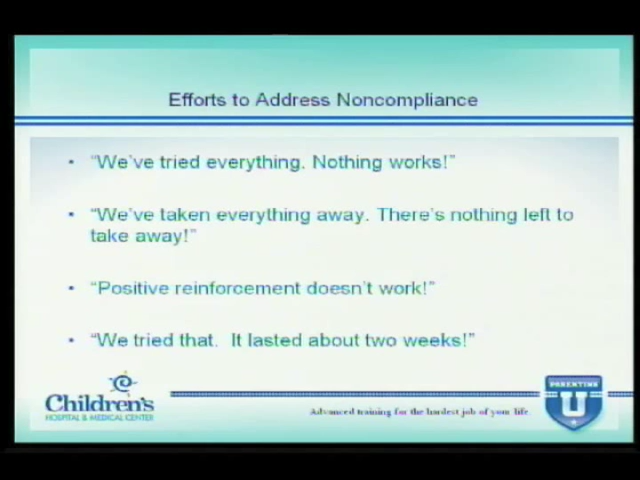 Efforts to Address Noncompliance
• “We’ve tried everything. Nothing works!”
• “We’ve taken everything away. There’s nothing left to
take away!”
• “Positive reinforcement doesn’t work!”
• “We tried that.  It lasted about two weeks!”
Children's
HOSPITAL & MEDICAL CENTER
Advanced training for the hardest job of your life.
PARENTING
U